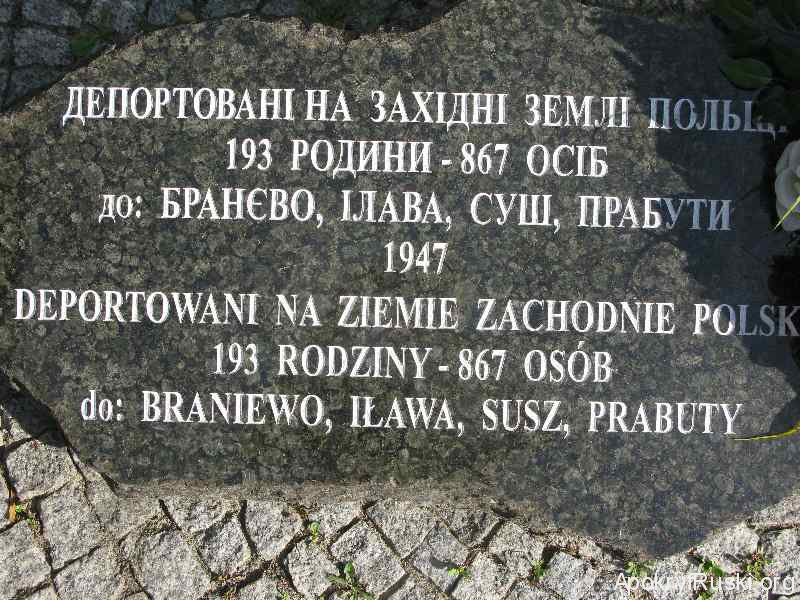 ДЕПОРТОВАНІ НА ЗАХІДНІ ЗЕМЛІ
193 РОДИНИ - 867 ОСІБ
до: БРАНЄВО, ІЛАВА, СУШ, ПРАБУТИ
1947
DEPORTOWANI NA ZIEMIE ZACHODNIE POLSK
193 RODZINY - 867 OSÓB
do: BRANIEWO, IŁAWA, SUSZ, PRABUTY
ApokryfRuski.org